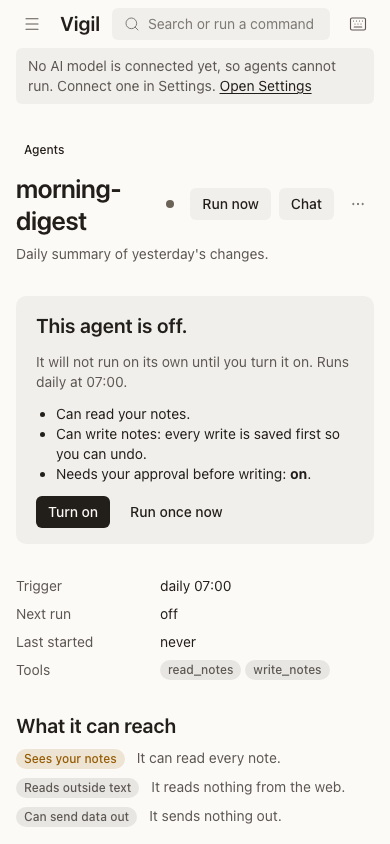 Vigil
Search or run a command
No AI model is connected yet, so agents cannot
run. Connect one in Settings. Open Settings
Agents
morning-
digest
Run now
Chat
Daily summary of yesterday's changes.
This agent is off.
It will not run on its own until you turn it on. Runs
daily at 07:00.
Can read your notes.
Can write notes: every write is saved first so
you can undo.
Needs your approval before writing: on.
Turn on
Run once now
Trigger daily 07:00
Next run off
Last started never
Tools read_notes write_notes
What it can reach
Sees your notes It can read every note.
Reads outside text It reads nothing from the web.
Can send data out It sends nothing out.